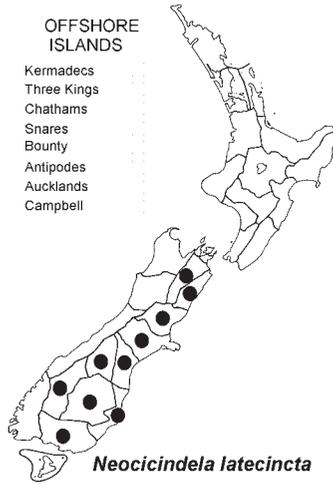 OFFSHORE
ISLANDS
Kermadecs
Three Kings
Chathams
Snares
Bounty
Antipodes
Aucklands
Campbell
Neocicindela latecincta